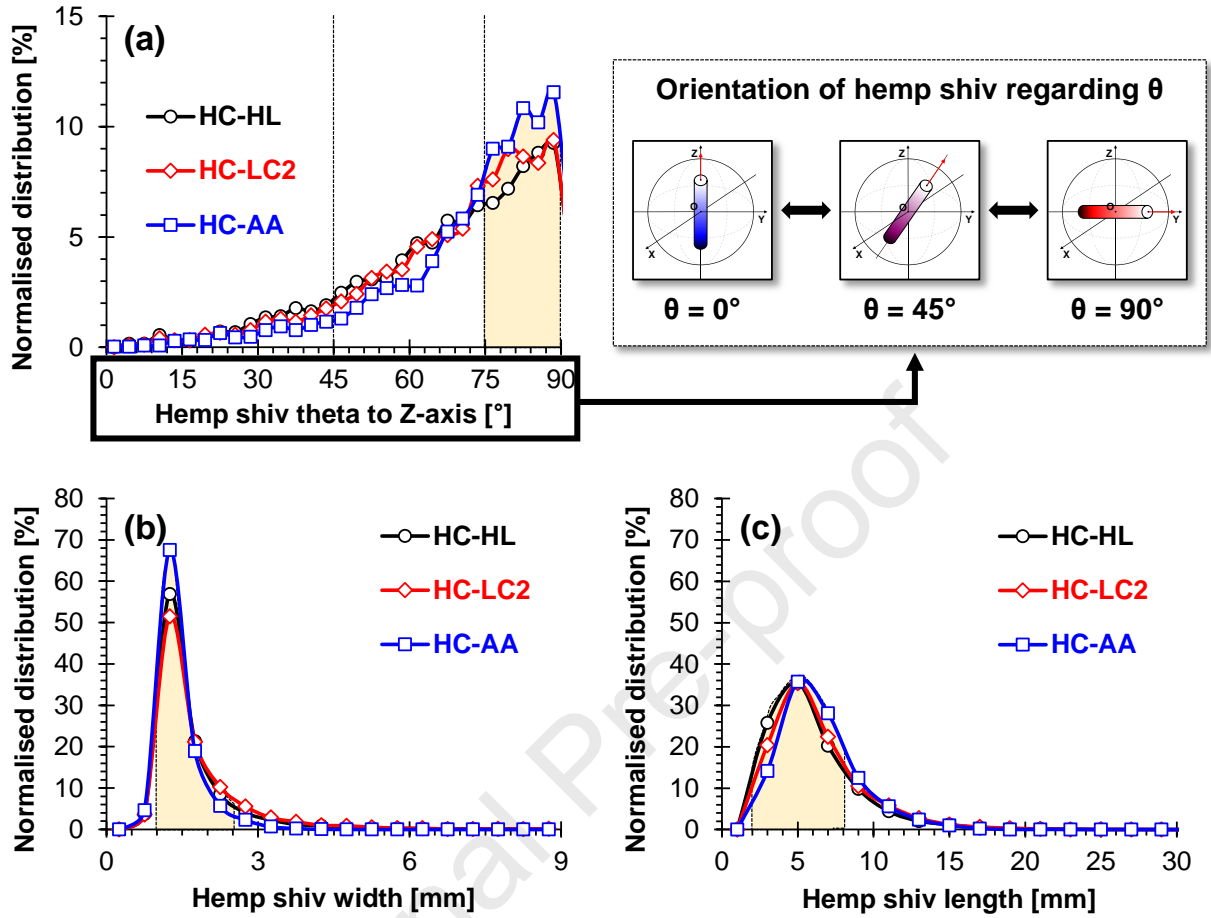 (a)
Normalised distribution [%]
15
10
5
0
HC-HL
HC-LC2
HC-AA
0 15 30 45 60 75 90
Hemp shiv theta to Z-axis [°]
Orientation of hemp shiv regarding θ
Z
O
Y
X
Z
O
Y
X
Z
O
Y
X
θ = 0°
θ = 45°
θ = 90°
(b)
Normalised distribution [%]
80
70
60
50
40
30
20
10
0
HC-HL
HC-LC2
HC-AA
0 3 6 9
Hemp shiv width [mm]
(c)
Normalised distribution [%]
80
70
60
50
40
30
20
10
0
HC-HL
HC-LC2
HC-AA
0 5 10 15 20 25 30
Hemp shiv length [mm]
nal Pre-proof